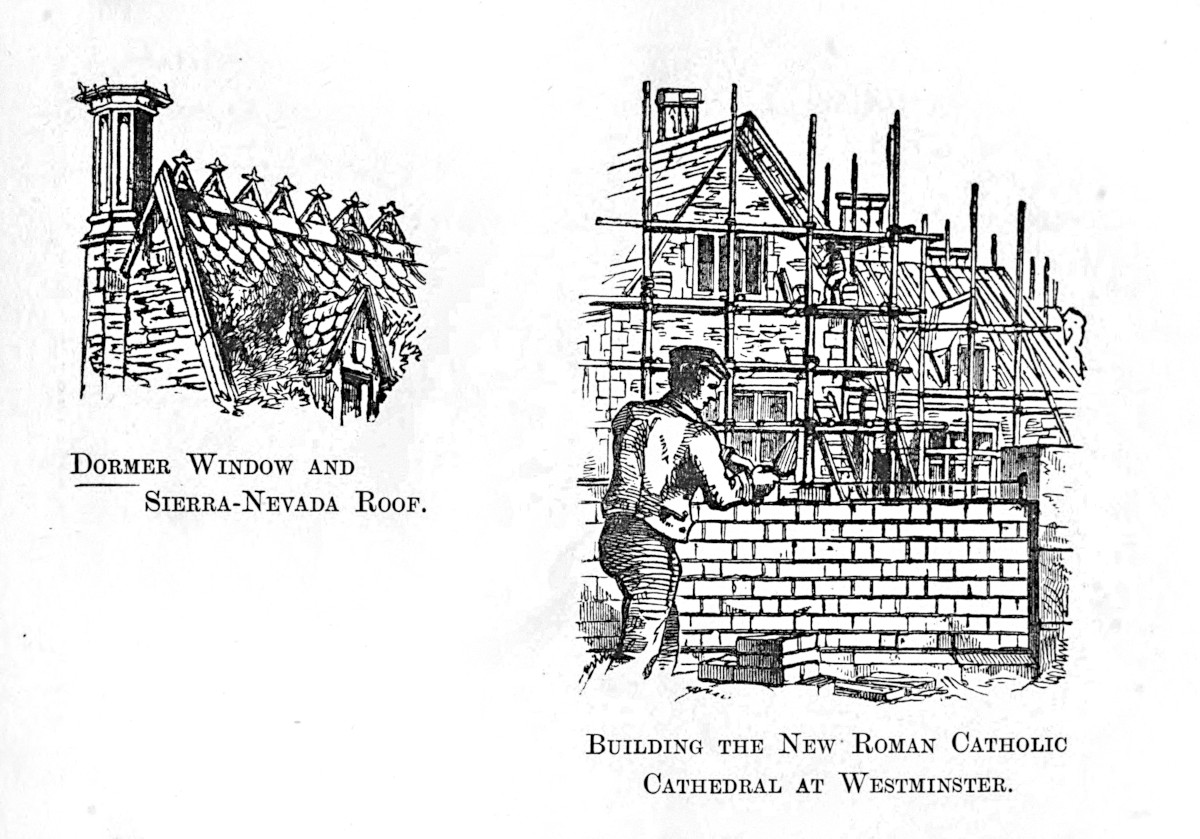 Dormer Window and
Sierra-Nevada Roof.
Building the New Roman Catholic
Cathedral at Westminster.